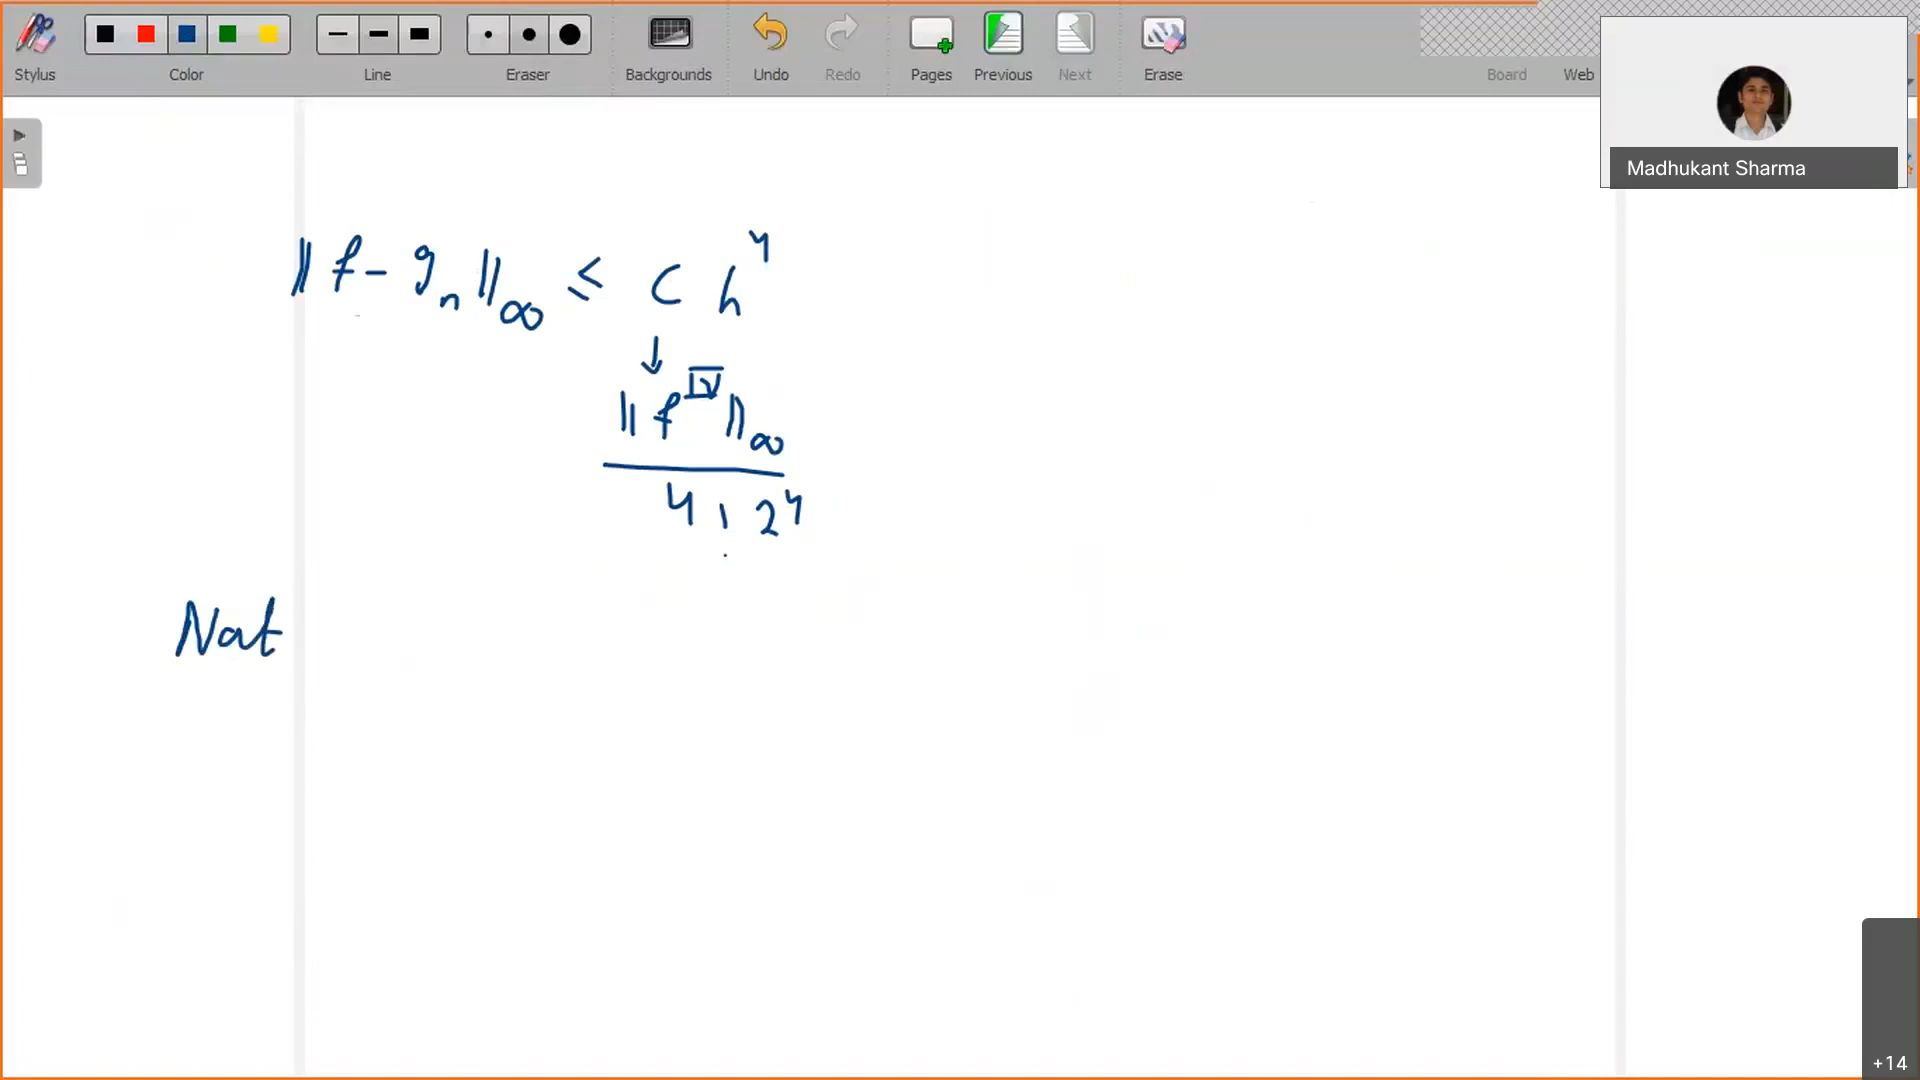 Stylus Color Line Eraser Backgrounds Undo Redo Pages Previous Next Erase Board Web
Madhukant Sharma
‖f - gₙ‖∞ ≤ C h⁴
↓
‖f^IV‖∞
4! 2⁴
Nat
+14